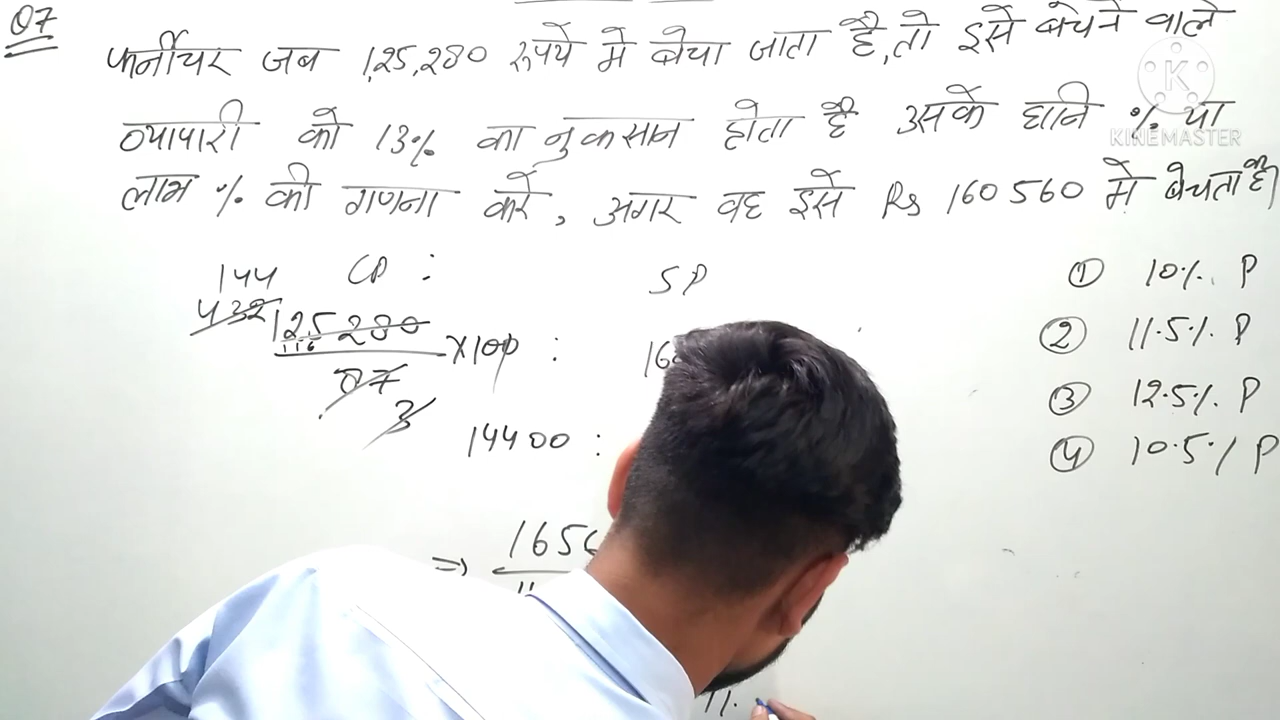 Q7
फर्नीचर जब 1,25,280 रूपये मे बेचा जाता है, तो इसे बेचने वाले
व्यापारी को 13% का नुकसान होता है उसके हानि % या
लाभ % की गणना करे, अगर वह इसे Rs 160560 मे बेचता है
K
KINEMASTER
144 CP : SP
432 125280 ×100 :
116
87
3
14400 :
⇒ 165
① 10% P
② 11.5% P
③ 12.5% P
④ 10.5% P